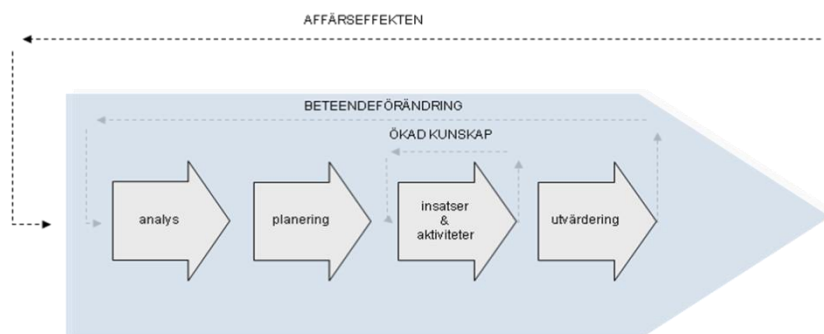 AFFÄRSEFFEKTEN
BETEENDEFÖRÄNDRING
ÖKAD KUNSKAP
analys
planering
insatser
&
aktiviteter
utvärdering